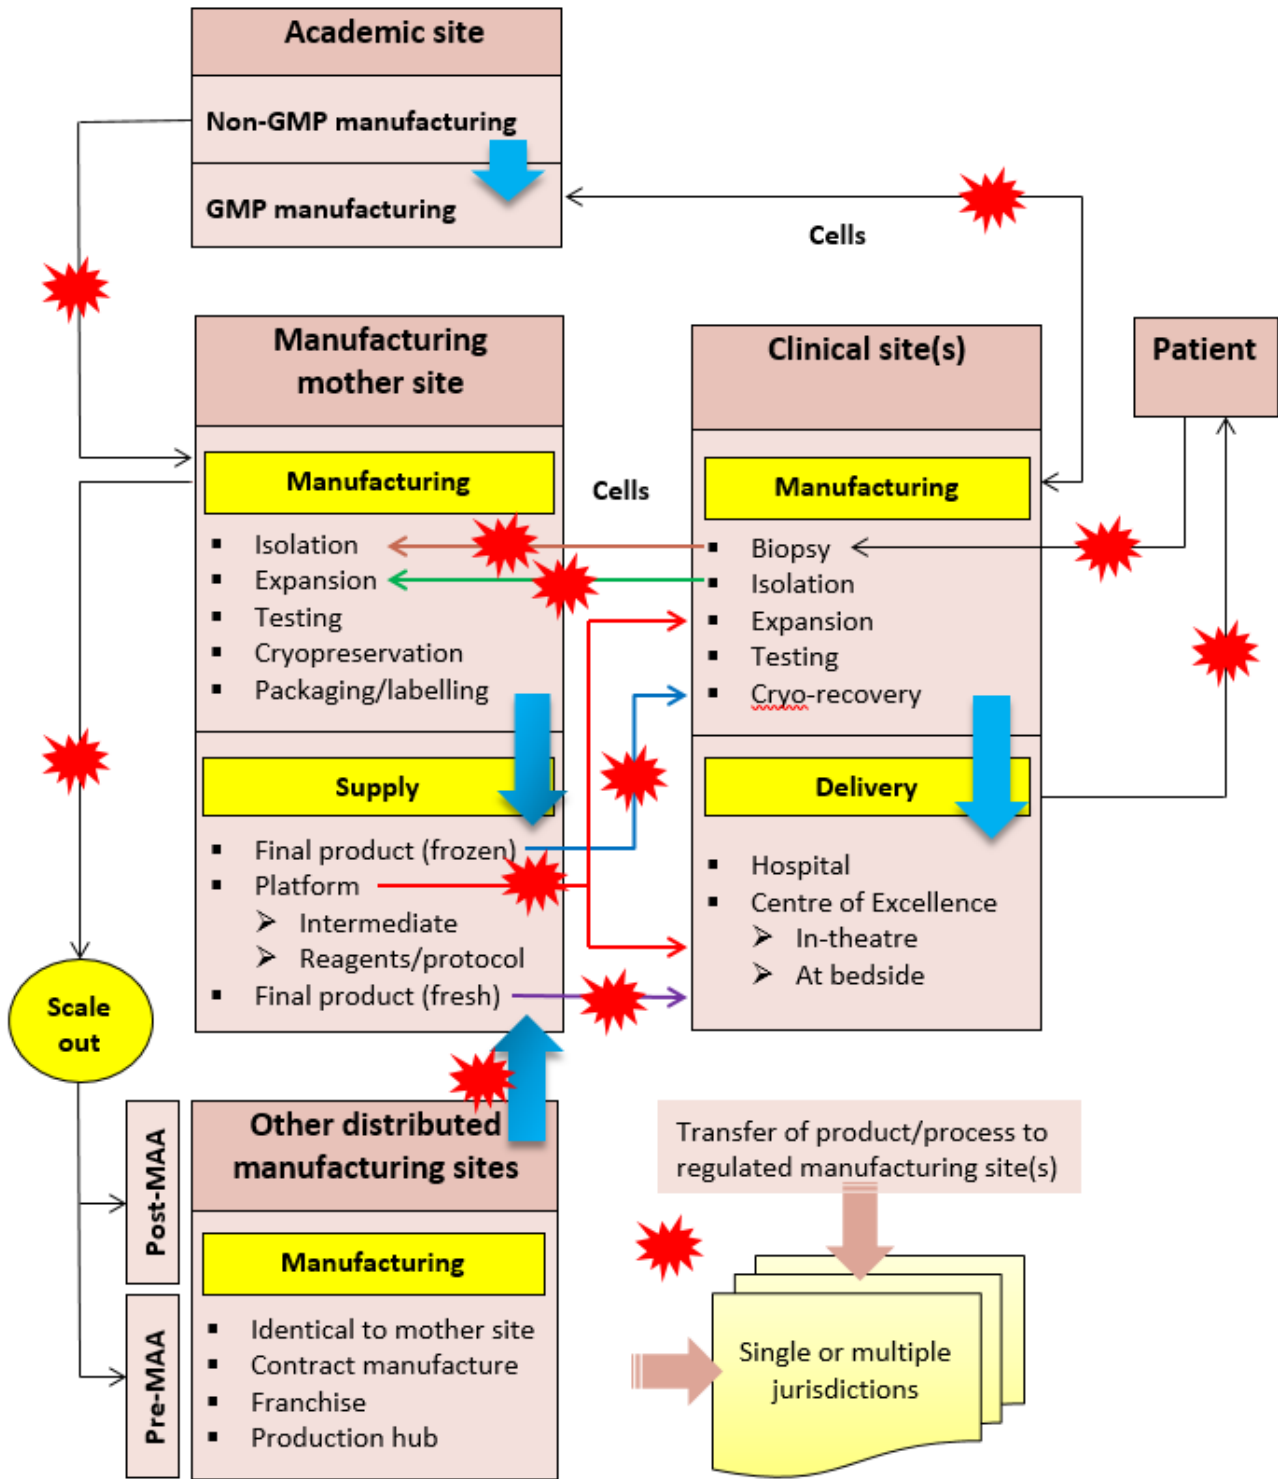 Academic site
Non-GMP manufacturing
GMP manufacturing
Cells
Manufacturing
mother site
Manufacturing
Isolation
Expansion
Testing
Cryopreservation
Packaging/labelling
Supply
Final product (frozen)
Platform
Intermediate
Reagents/protocol
Final product (fresh)
Cells
Clinical site(s)
Manufacturing
Biopsy
Isolation
Expansion
Testing
Cryo-recovery
Delivery
Hospital
Centre of Excellence
In-theatre
At bedside
Patient
Scale
out
Post-MAA
Pre-MAA
Other distributed
manufacturing sites
Manufacturing
Identical to mother site
Contract manufacture
Franchise
Production hub
Transfer of product/process to
regulated manufacturing site(s)
Single or multiple
jurisdictions